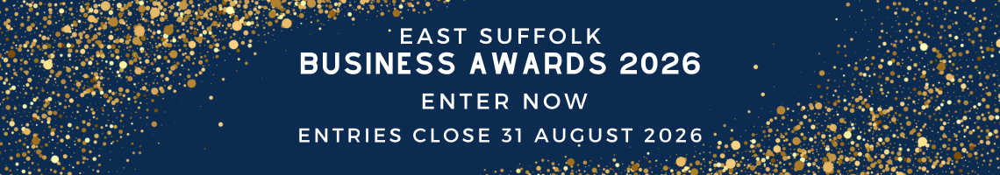 EAST SUFFOLK
BUSINESS AWARDS 2026
ENTER NOW
ENTRIES CLOSE 31 AUGUST 2026